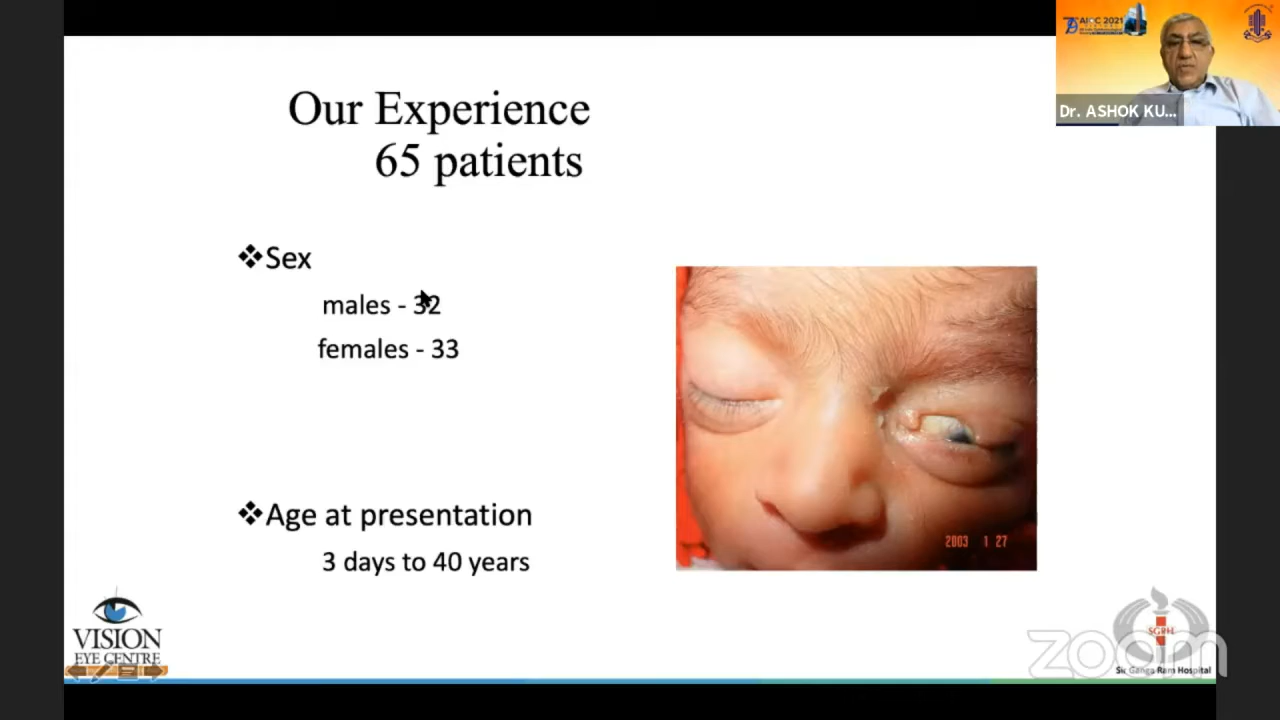 AIOC 2021
Dr. ASHOK KU...
Our Experience
65 patients
❖Sex
males - 32
females - 33
❖Age at presentation
3 days to 40 years
2003 1 27
VISION
EYE CENTRE
SGRH
zoom
Sir Ganga Ram Hospital